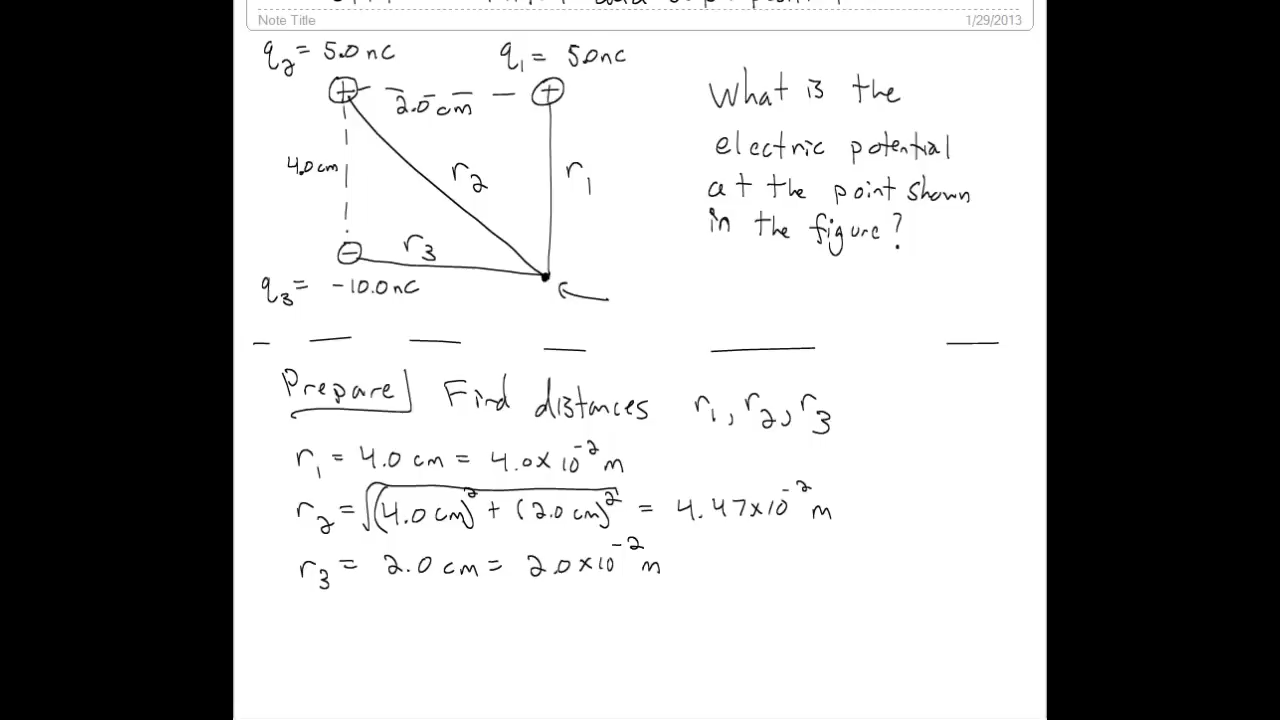 and
Note Title
1/29/2013
q2 = 5.0 nC
q1 = 5.0 nC
2.0 cm
4.0 cm
r2
r1
r3
q3 = -10.0 nC
What is the
electric potential
at the point shown
in the figure?
Prepare Find distances r1, r2, r3
r1 = 4.0 cm = 4.0 × 10^-2 m
r2 = √((4.0 cm)^2 + (2.0 cm)^2) = 4.47 × 10^-2 m
r3 = 2.0 cm = 2.0 × 10^-2 m